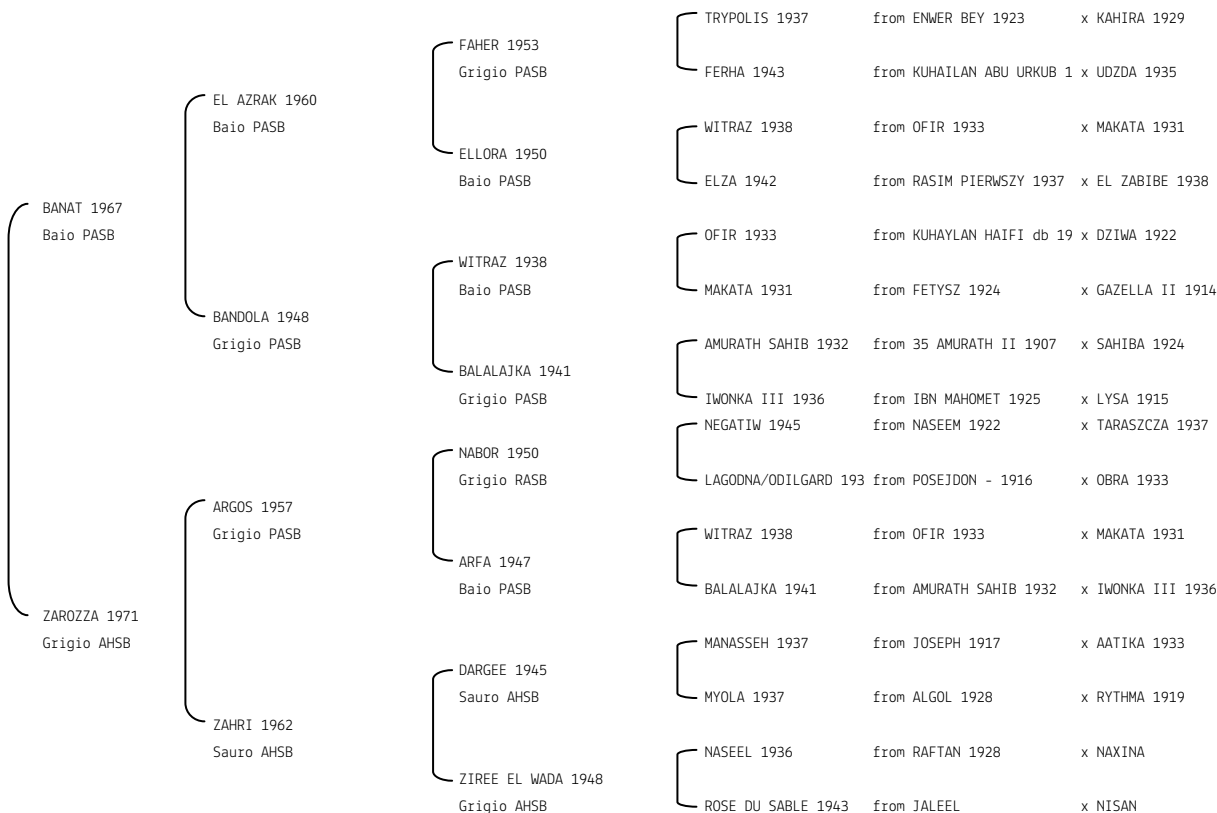 TRYPOLIS 1937 from ENWER BEY 1923 x KAHIRA 1929
FAHER 1953
Grigio PASB
FERHA 1943 from KUHAILAN ABU URKUB 1 x UDZDA 1935
EL AZRAK 1960
Baio PASB
WITRAZ 1938 from OFIR 1933 x MAKATA 1931
ELLORA 1950
Baio PASB
ELZA 1942 from RASIM PIERWSZY 1937 x EL ZABIBE 1938
BANAT 1967
Baio PASB
OFIR 1933 from KUHAYLAN HAIFI db 19 x DZIWA 1922
WITRAZ 1938
Baio PASB
MAKATA 1931 from FETYSZ 1924 x GAZELLA II 1914
BANDOLA 1948
Grigio PASB
AMURATH SAHIB 1932 from 35 AMURATH II 1907 x SAHIBA 1924
BALALAJKA 1941
Grigio PASB
IWONKA III 1936 from IBN MAHOMET 1925 x LYSA 1915
NEGATIW 1945 from NASEEM 1922 x TARASZCZA 1937
NABOR 1950
Grigio RASB
LAGODNA/ODILGARD 193 from POSEJDON - 1916 x OBRA 1933
ARGOS 1957
Grigio PASB
WITRAZ 1938 from OFIR 1933 x MAKATA 1931
ARFA 1947
Baio PASB
BALALAJKA 1941 from AMURATH SAHIB 1932 x IWONKA III 1936
ZAROZZA 1971
Grigio AHSB
MANASSEH 1937 from JOSEPH 1917 x AATIKA 1933
DARGEE 1945
Sauro AHSB
MYOLA 1937 from ALGOL 1928 x RYTHMA 1919
ZAHRI 1962
Sauro AHSB
NASEEL 1936 from RAFTAN 1928 x NAXINA
ZIREE EL WADA 1948
Grigio AHSB
ROSE DU SABLE 1943 from JALEEL x NISAN